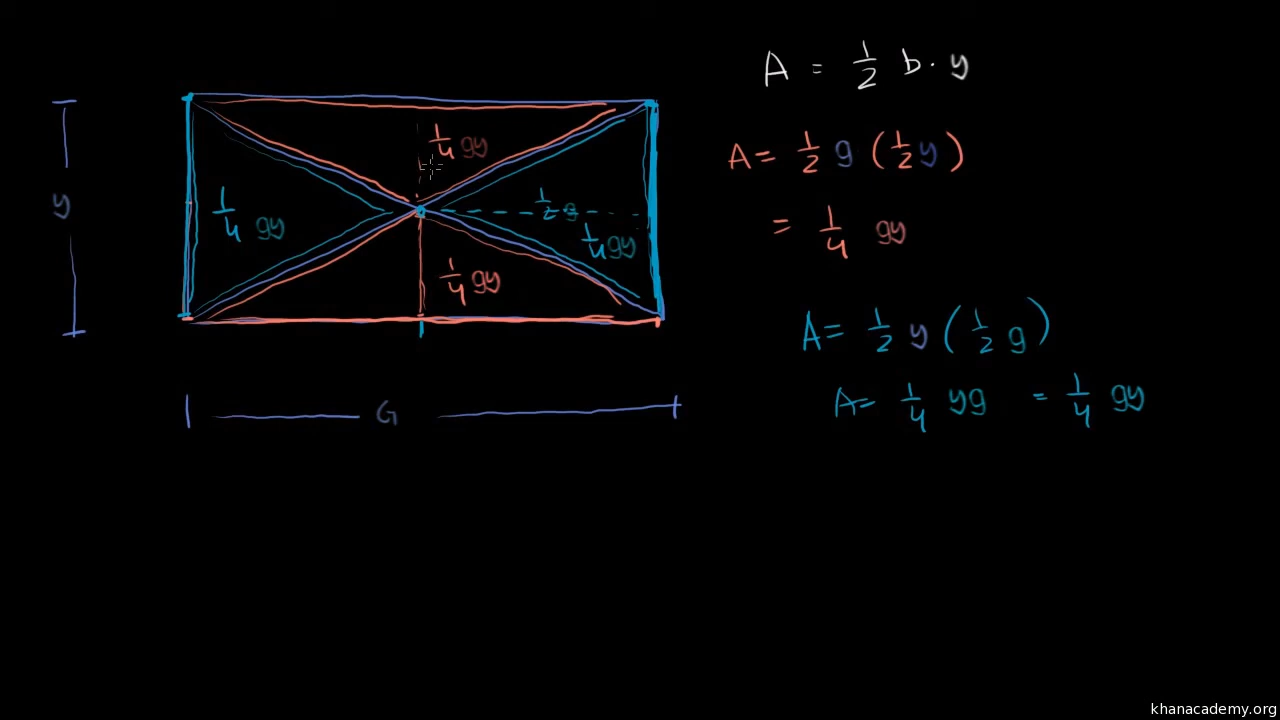 A = 1/2 b · y
A = 1/2 g (1/2 y)
= 1/4 gy
A = 1/2 y (1/2 g)
A = 1/4 yg = 1/4 gy
y
1/4 gy
1/4 gy
1/2 g
1/4 gy
1/4 gy
G
khanacademy.org